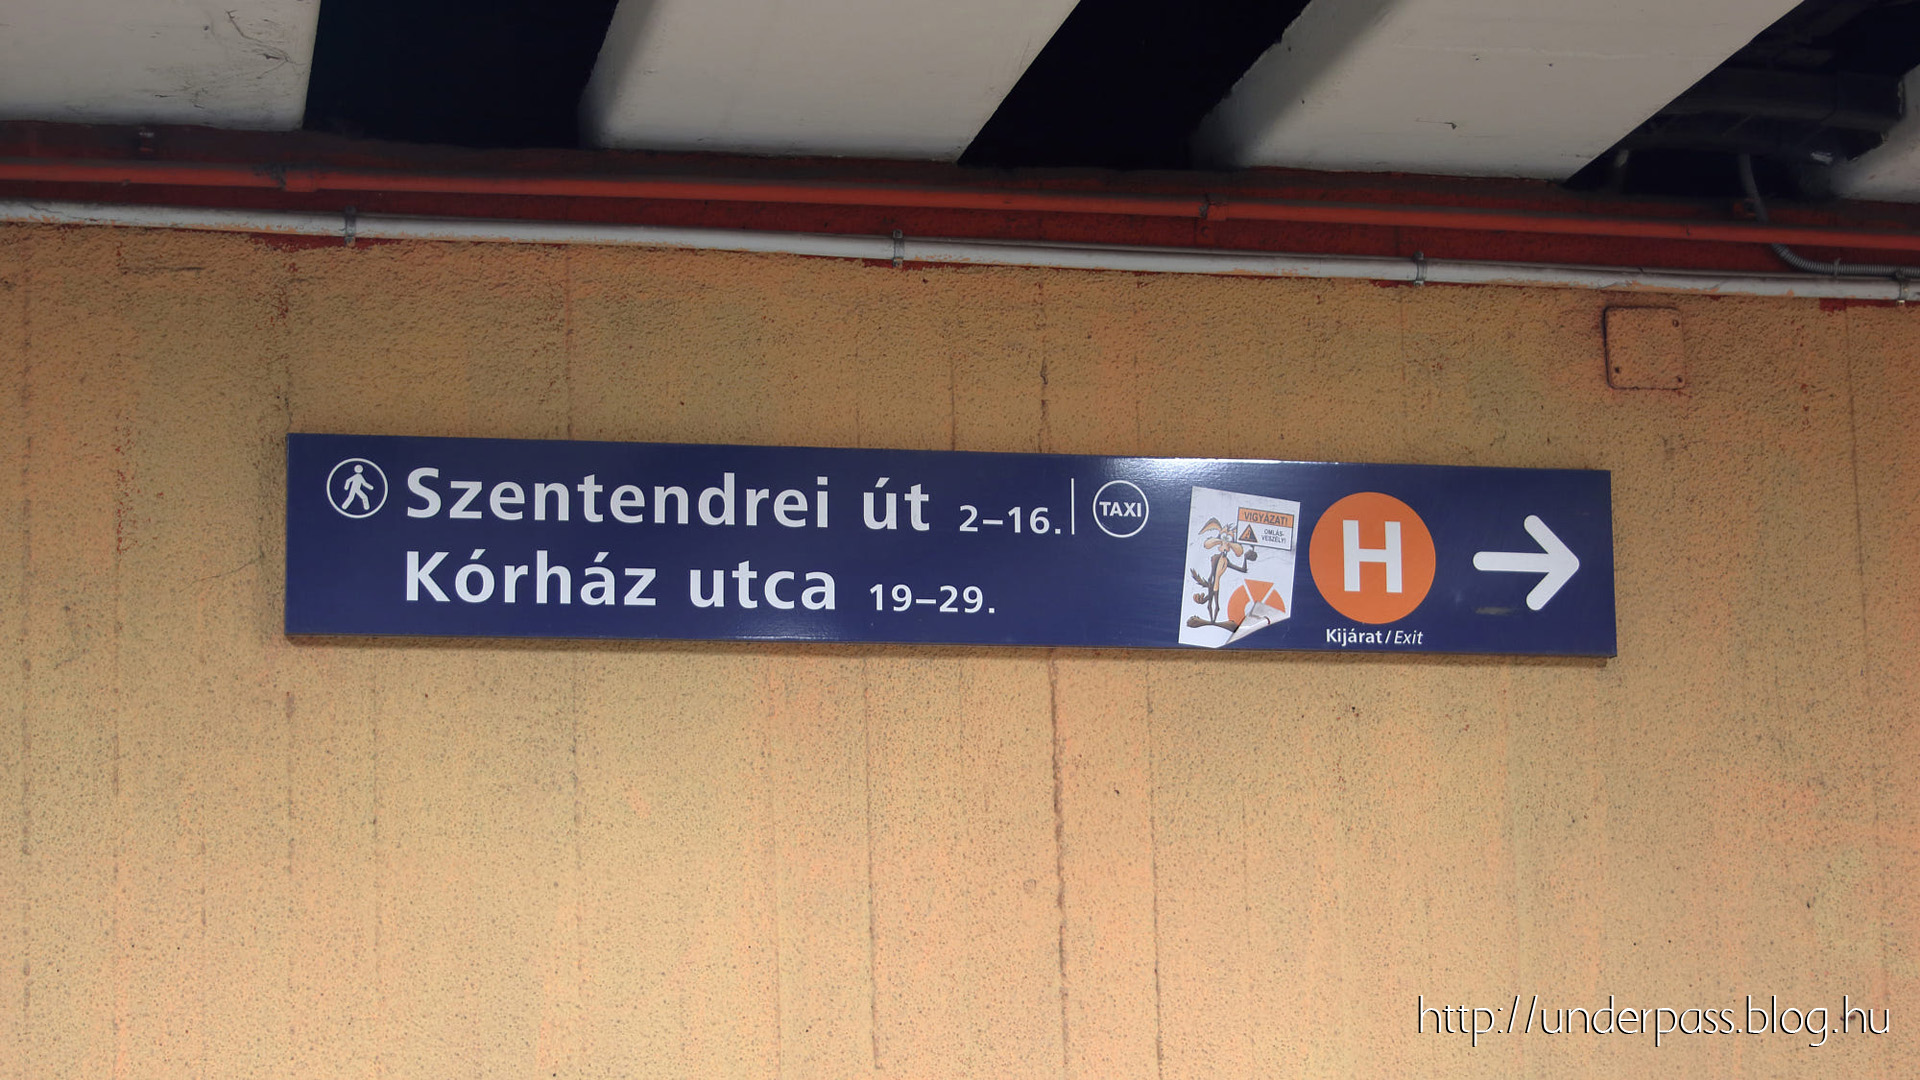 Szentendrei út 2–16.
TAXI
Kórház utca 19–29.
VIGYÁZAT!
OMLÁS-
VESZÉLY!
H
Kijárat / Exit
http://underpass.blog.hu